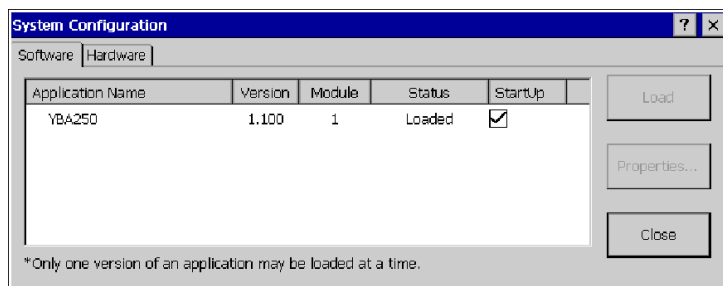 System Configuration ? ×
Software Hardware
Application Name Version Module Status StartUp
YBA250 1.100 1 Loaded
Load
Properties...
Close
*Only one version of an application may be loaded at a time.